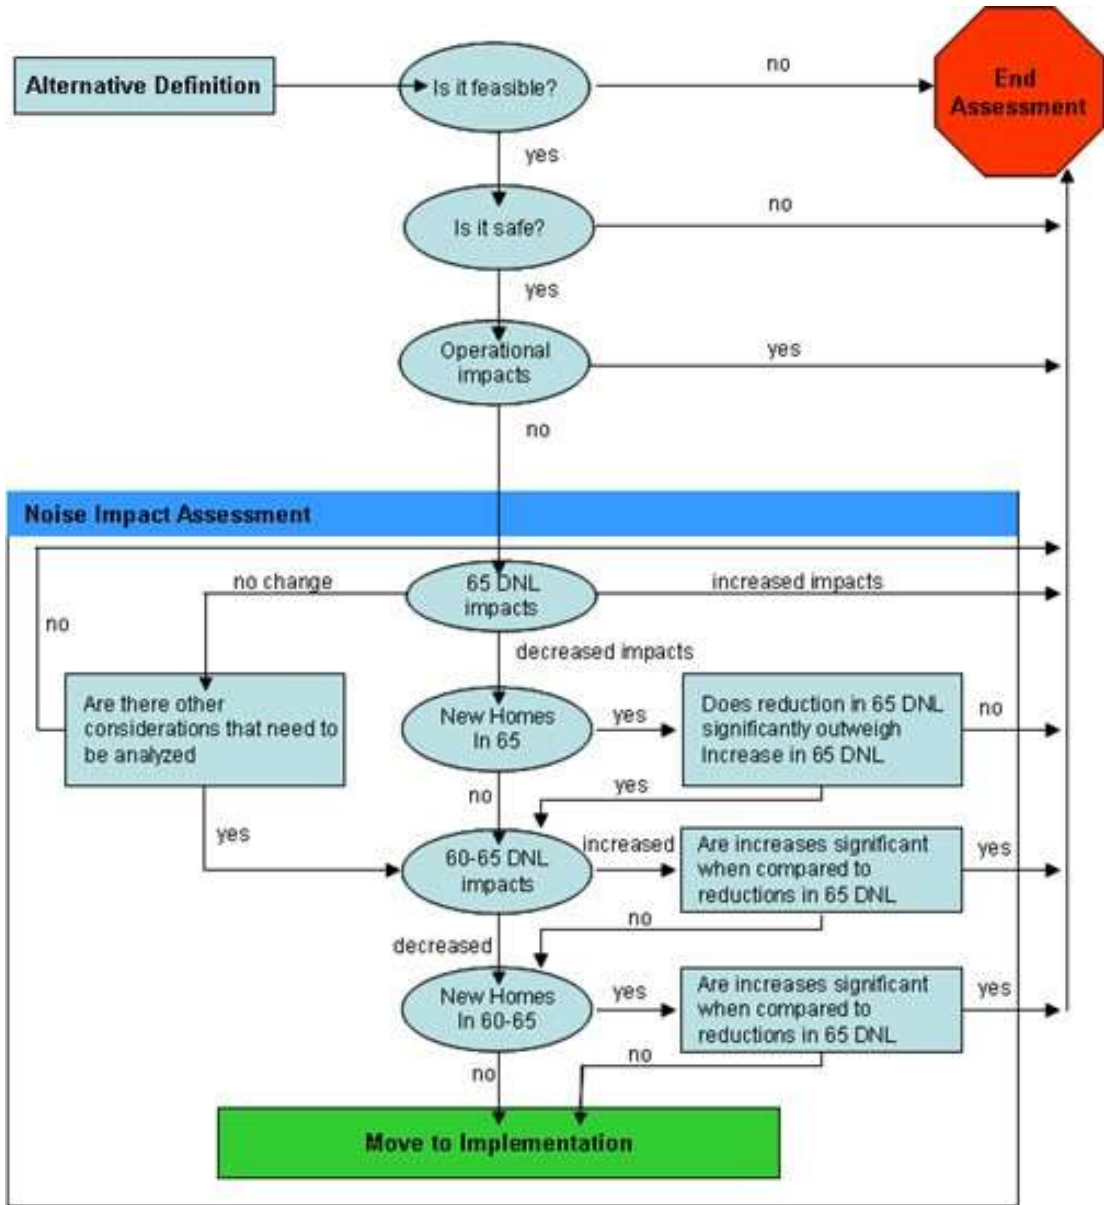 Alternative Definition
Is it feasible?
no
End
Assessment
yes
Is it safe?
no
yes
Operational
impacts
yes
no
Noise Impact Assessment
no change
65 DNL
impacts
increased impacts
no
decreased impacts
Are there other
considerations that need to
be analyzed
New Homes
In 65
yes
Does reduction in 65 DNL
significantly outweigh
Increase in 65 DNL
no
no
yes
yes
60-65 DNL
impacts
increased
Are increases significant
when compared to
reductions in 65 DNL
yes
no
decreased
New Homes
In 60-65
yes
Are increases significant
when compared to
reductions in 65 DNL
yes
no
no
Move to Implementation